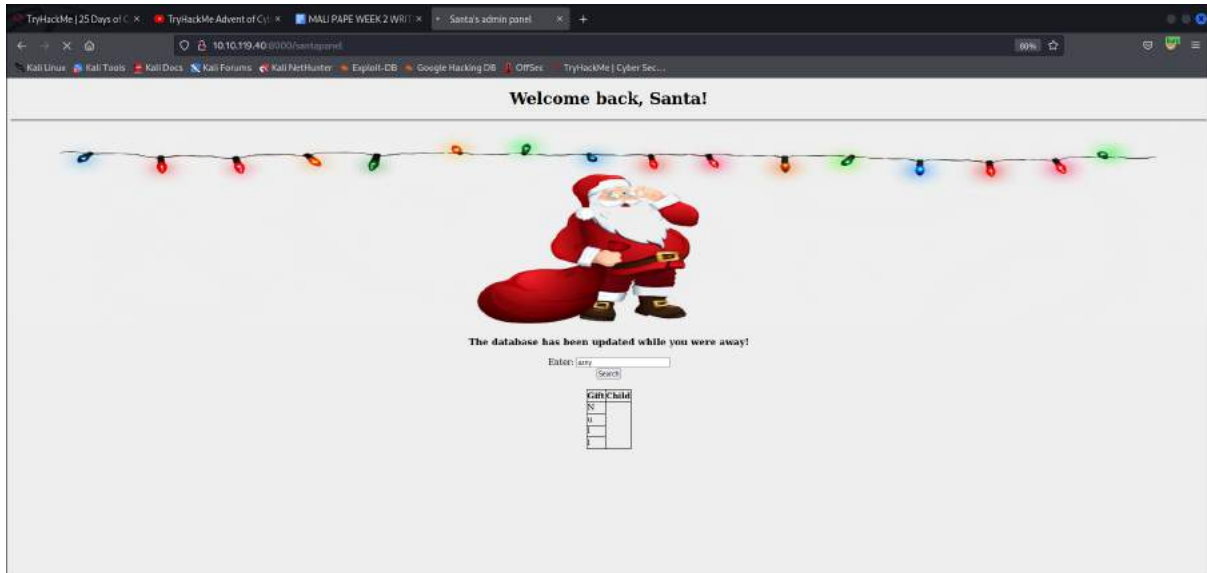 TryHackMe | 25 Days of C
TryHackMe Advent of Cy
MALI PAPE WEEK 2 WRIT
Santa's admin panel
10.10.119.40:8000/santapanel
80%
Kali Linux
Kali Tools
Kali Docs
Kali Forums
Kali NetHunter
Exploit-DB
Google Hacking DB
OffSec
TryHackMe | Cyber Sec...
Welcome back, Santa!
The database has been updated while you were away!
Enter:
Search
Gift Child
N
u
l
l